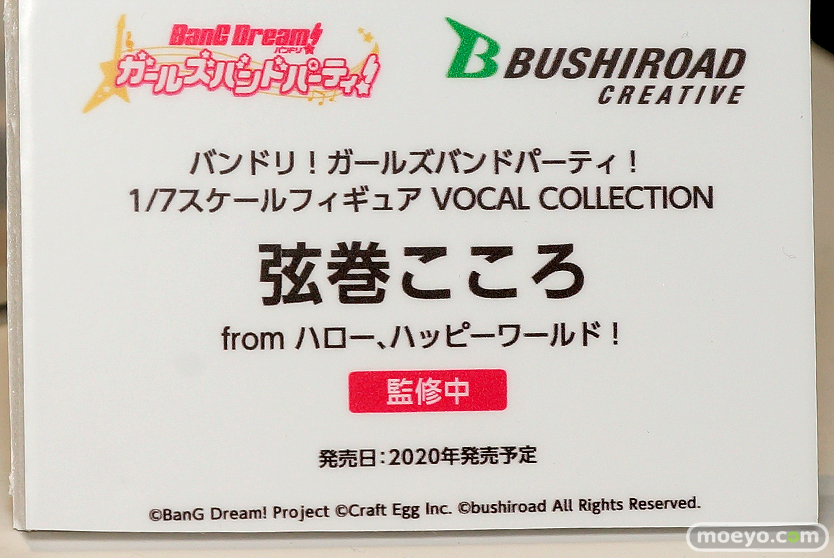 BanG Dream!
バンドリ
ガールズバンドパーティ!
BUSHIROAD
CREATIVE
バンドリ！ガールズバンドパーティ！
1/7スケールフィギュア VOCAL COLLECTION
弦巻こころ
from ハロー、ハッピーワールド！
監修中
発売日：2020年発売予定
©BanG Dream! Project ©Craft Egg Inc. ©bushiroad All Rights Reserved.
moeyo.com